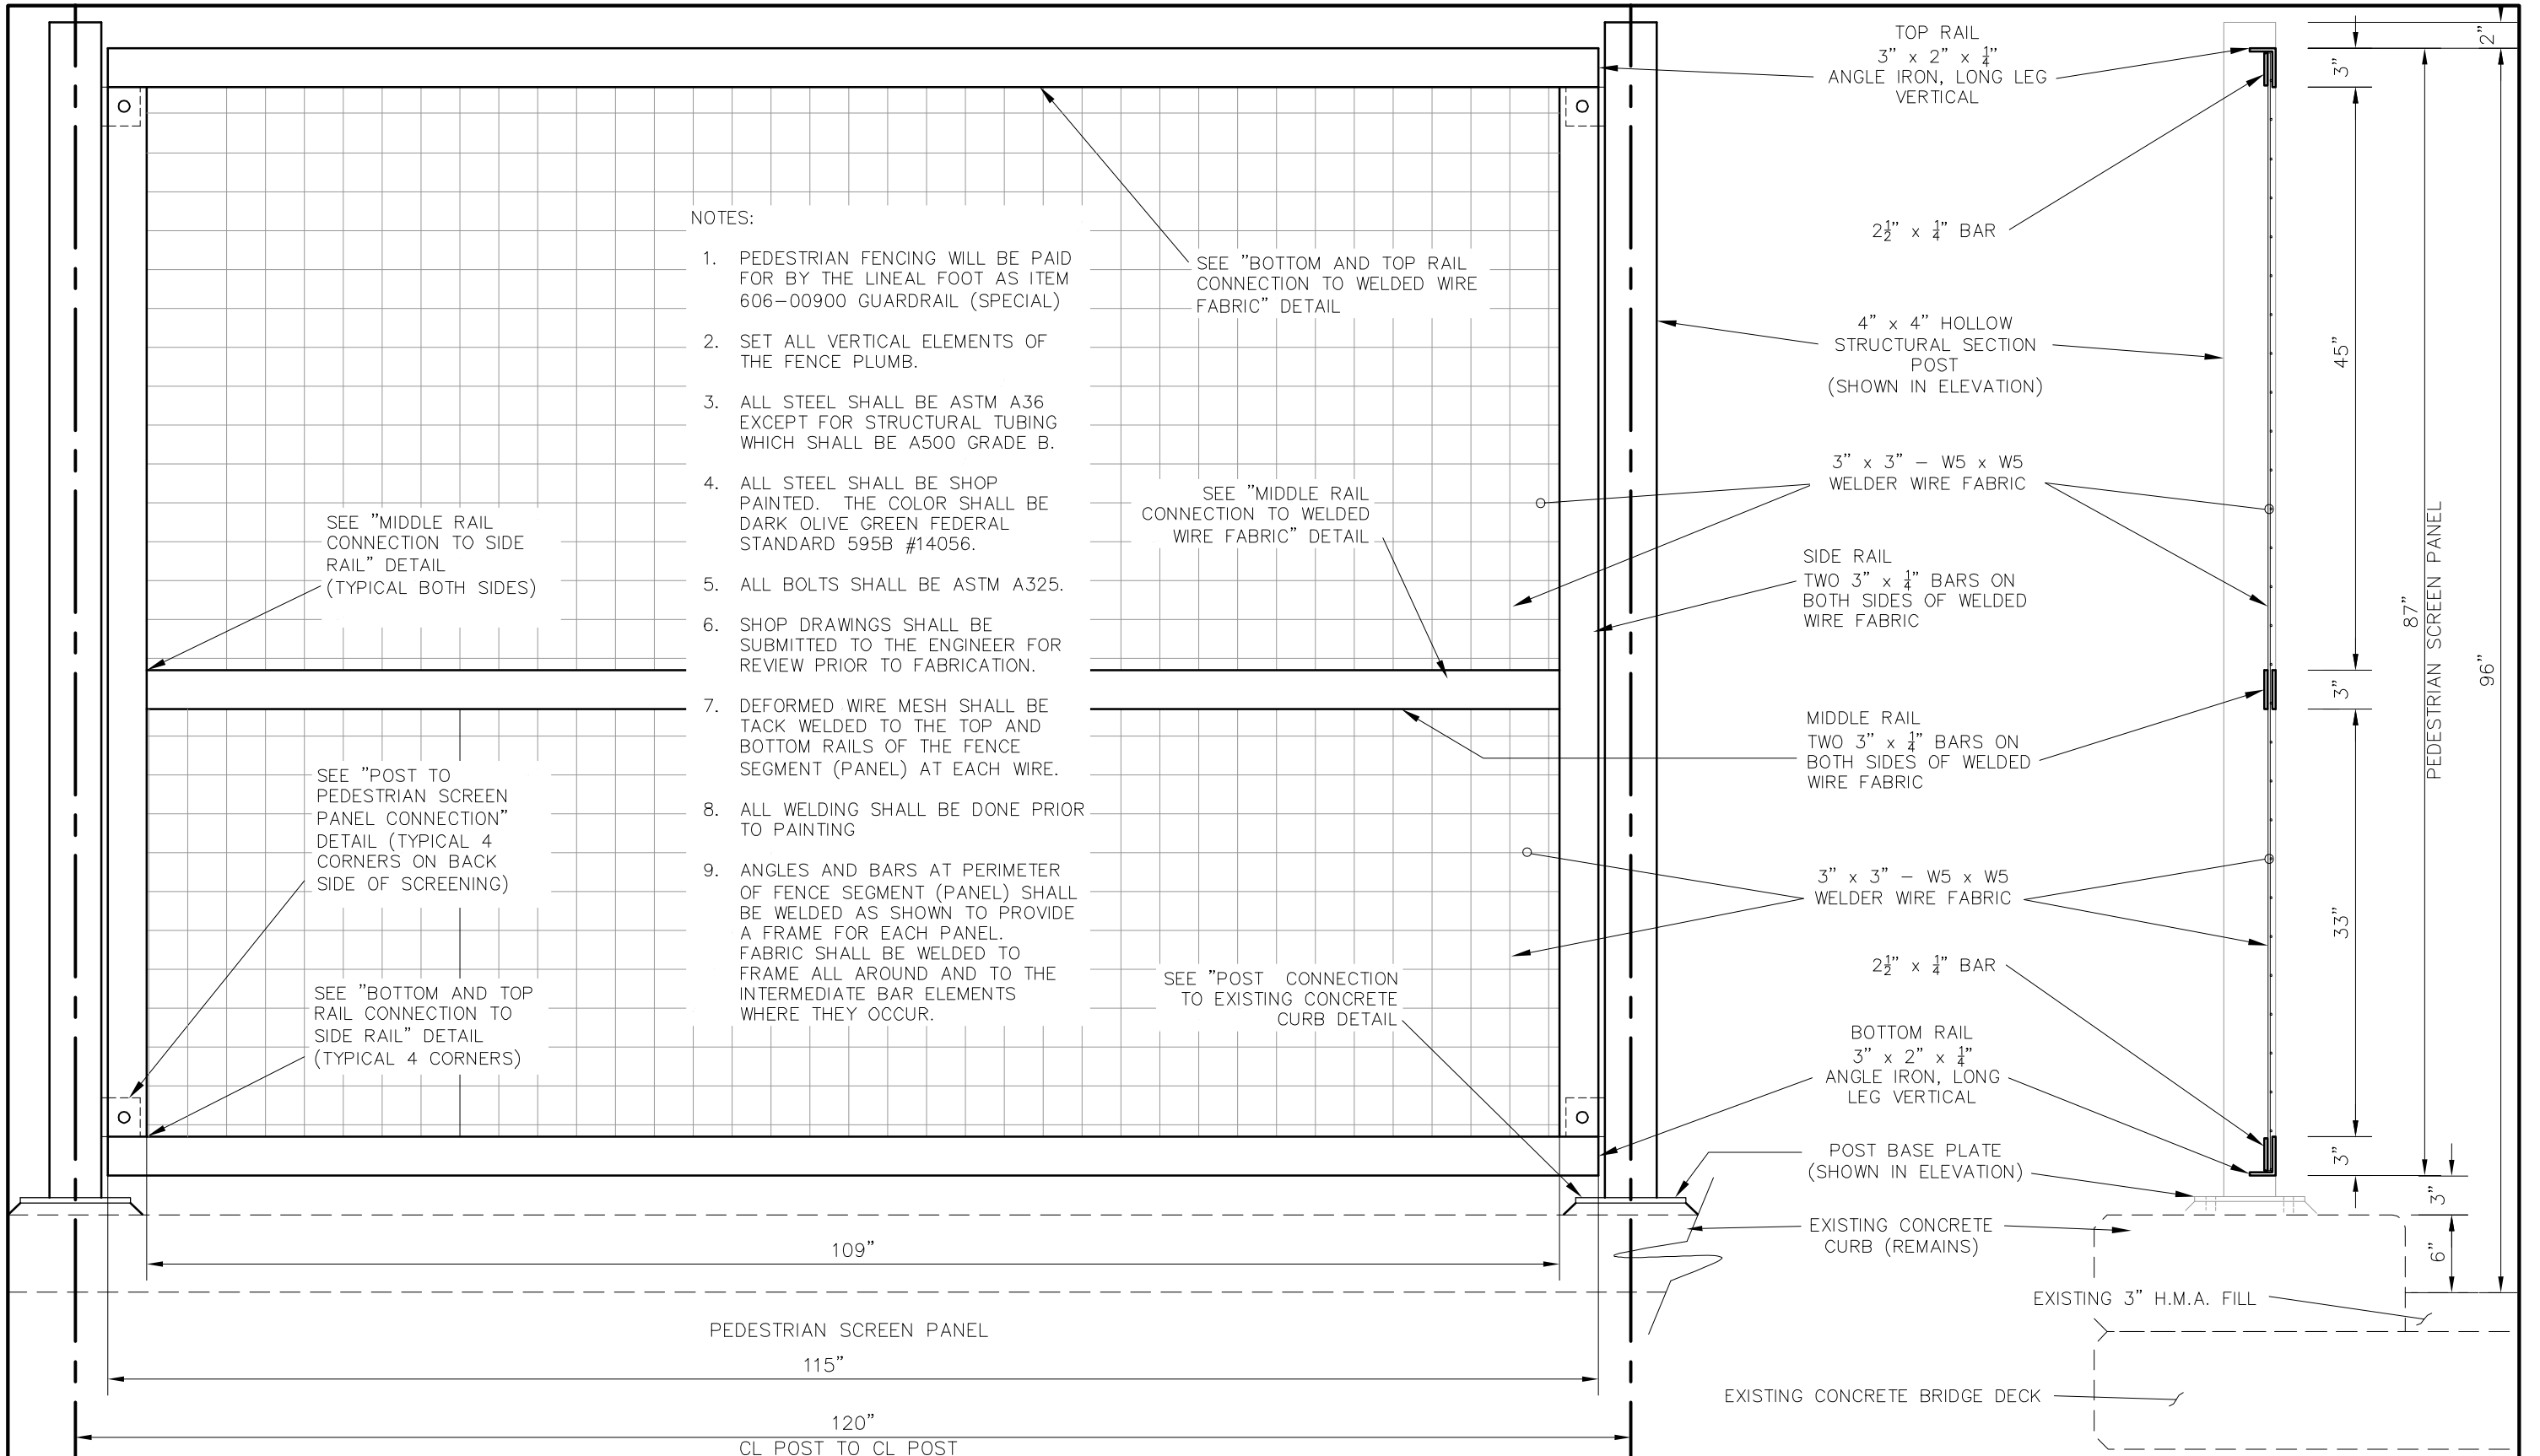 NOTES:
1. PEDESTRIAN FENCING WILL BE PAID
FOR BY THE LINEAL FOOT AS ITEM
606-00900 GUARDRAIL (SPECIAL)
2. SET ALL VERTICAL ELEMENTS OF
THE FENCE PLUMB.
3. ALL STEEL SHALL BE ASTM A36
EXCEPT FOR STRUCTURAL TUBING
WHICH SHALL BE A500 GRADE B.
4. ALL STEEL SHALL BE SHOP
PAINTED. THE COLOR SHALL BE
DARK OLIVE GREEN FEDERAL
STANDARD 595B #14056.
5. ALL BOLTS SHALL BE ASTM A325.
6. SHOP DRAWINGS SHALL BE
SUBMITTED TO THE ENGINEER FOR
REVIEW PRIOR TO FABRICATION.
7. DEFORMED WIRE MESH SHALL BE
TACK WELDED TO THE TOP AND
BOTTOM RAILS OF THE FENCE
SEGMENT (PANEL) AT EACH WIRE.
8. ALL WELDING SHALL BE DONE PRIOR
TO PAINTING
9. ANGLES AND BARS AT PERIMETER
OF FENCE SEGMENT (PANEL) SHALL
BE WELDED AS SHOWN TO PROVIDE
A FRAME FOR EACH PANEL.
FABRIC SHALL BE WELDED TO
FRAME ALL AROUND AND TO THE
INTERMEDIATE BAR ELEMENTS
WHERE THEY OCCUR.
SEE "MIDDLE RAIL
CONNECTION TO SIDE
RAIL" DETAIL
(TYPICAL BOTH SIDES)
SEE "POST TO
PEDESTRIAN SCREEN
PANEL CONNECTION"
DETAIL (TYPICAL 4
CORNERS ON BACK
SIDE OF SCREENING)
SEE "BOTTOM AND TOP
RAIL CONNECTION TO
SIDE RAIL" DETAIL
(TYPICAL 4 CORNERS)
SEE "BOTTOM AND TOP RAIL
CONNECTION TO WELDED WIRE
FABRIC" DETAIL
SEE "MIDDLE RAIL
CONNECTION TO WELDED
WIRE FABRIC" DETAIL
SEE "POST CONNECTION
TO EXISTING CONCRETE
CURB DETAIL
109"
PEDESTRIAN SCREEN PANEL
115"
120"
CL POST TO CL POST
TOP RAIL
3" x 2" x 1/4"
ANGLE IRON, LONG LEG
VERTICAL
2 1/2" x 1/4" BAR
4" x 4" HOLLOW
STRUCTURAL SECTION
POST
(SHOWN IN ELEVATION)
3" x 3" – W5 x W5
WELDER WIRE FABRIC
SIDE RAIL
TWO 3" x 1/4" BARS ON
BOTH SIDES OF WELDED
WIRE FABRIC
MIDDLE RAIL
TWO 3" x 1/4" BARS ON
BOTH SIDES OF WELDED
WIRE FABRIC
3" x 3" – W5 x W5
WELDER WIRE FABRIC
2 1/2" x 1/4" BAR
BOTTOM RAIL
3" x 2" x 1/4"
ANGLE IRON, LONG
LEG VERTICAL
POST BASE PLATE
(SHOWN IN ELEVATION)
EXISTING CONCRETE
CURB (REMAINS)
EXISTING 3" H.M.A. FILL
EXISTING CONCRETE BRIDGE DECK
3"
45"
3"
33"
3"
87"
PEDESTRIAN SCREEN PANEL
3"
6"
2"
96"